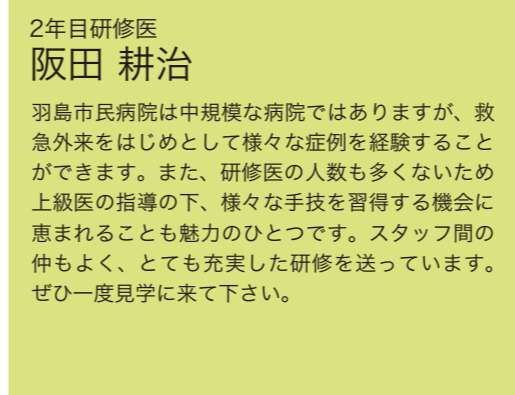 2年目研修医
阪田 耕治
羽島市民病院は中規模な病院ではありますが、救
急外来をはじめとして様々な症例を経験すること
ができます。また、研修医の人数も多くないため
上級医の指導の下、様々な手技を習得する機会に
恵まれることも魅力のひとつです。スタッフ間の
仲もよく、とても充実した研修を送っています。
ぜひ一度見学に来て下さい。